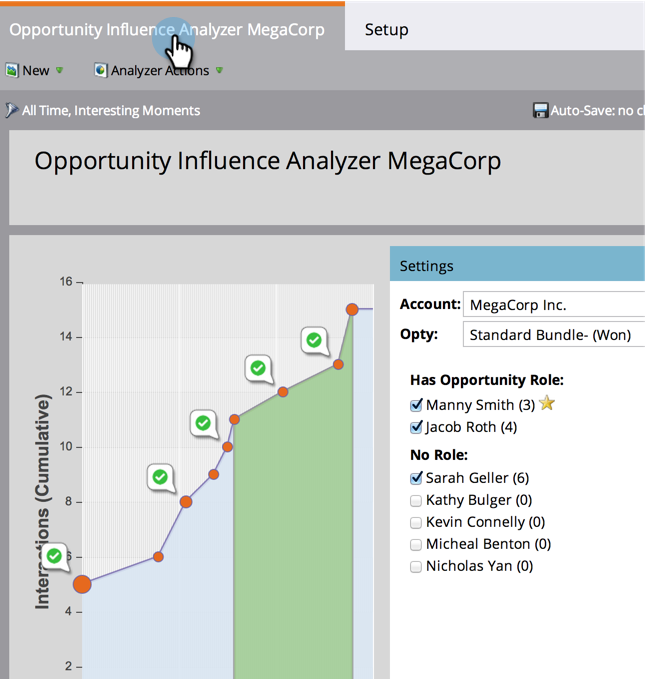 Opportunity Influence Analyzer MegaCorp
Setup
New
Analyzer Actions
All Time, Interesting Moments
Auto-Save: no
Opportunity Influence Analyzer MegaCorp
Settings
Account: MegaCorp Inc.
Opty: Standard Bundle- (Won)
Has Opportunity Role:
Manny Smith (3)
Jacob Roth (4)
No Role:
Sarah Geller (6)
Kathy Bulger (0)
Kevin Connelly (0)
Micheal Benton (0)
Nicholas Yan (0)
Interactions (Cumulative)
16
14
12
10
8
6
4
2